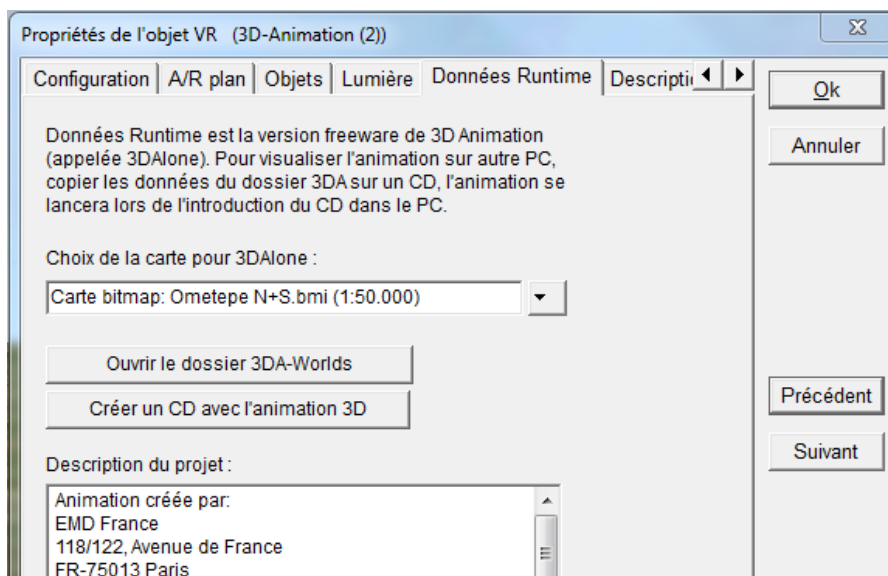 Propriétés de l'objet VR (3D-Animation (2))
Configuration A/R plan Objets Lumière Données Runtime
Ok
Annuler
Données Runtime est la version freeware de 3D Animation
(appelée 3DAlone). Pour visualiser l'animation sur autre PC,
copier les données du dossier 3DA sur un CD, l'animation se
lancera lors de l'introduction du CD dans le PC.
Choix de la carte pour 3DAlone :
Carte bitmap: Ometepe N+S.bmi (1:50.000)
Ouvrir le dossier 3DA-Worlds
Créer un CD avec l'animation 3D
Précédent
Suivant
Description du projet :
Animation créée par:
EMD France
118/122, Avenue de France
FR-75013 Paris